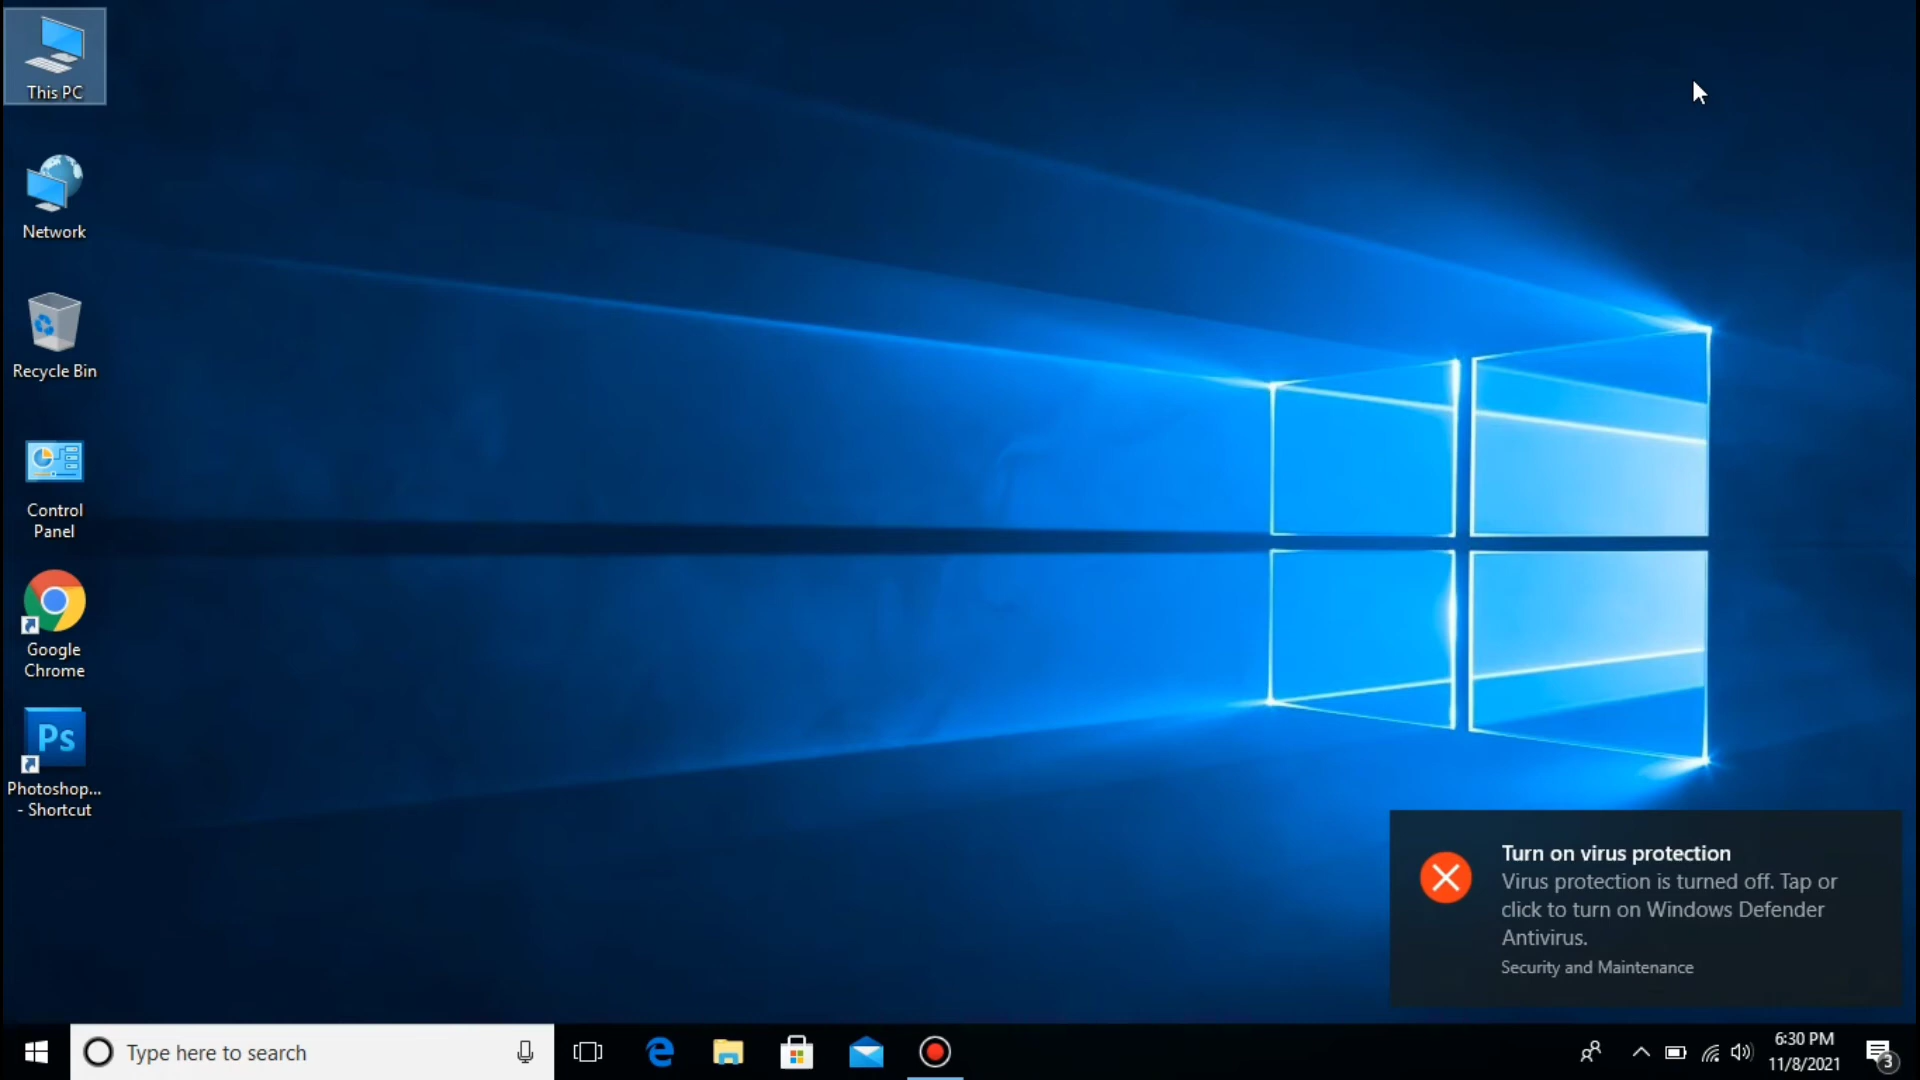 This PC
Network
Recycle Bin
Control
Panel
Google
Chrome
Ps
Photoshop...
- Shortcut
Turn on virus protection
Virus protection is turned off. Tap or
click to turn on Windows Defender
Antivirus.
Security and Maintenance
Type here to search
6:30 PM
11/8/2021
3